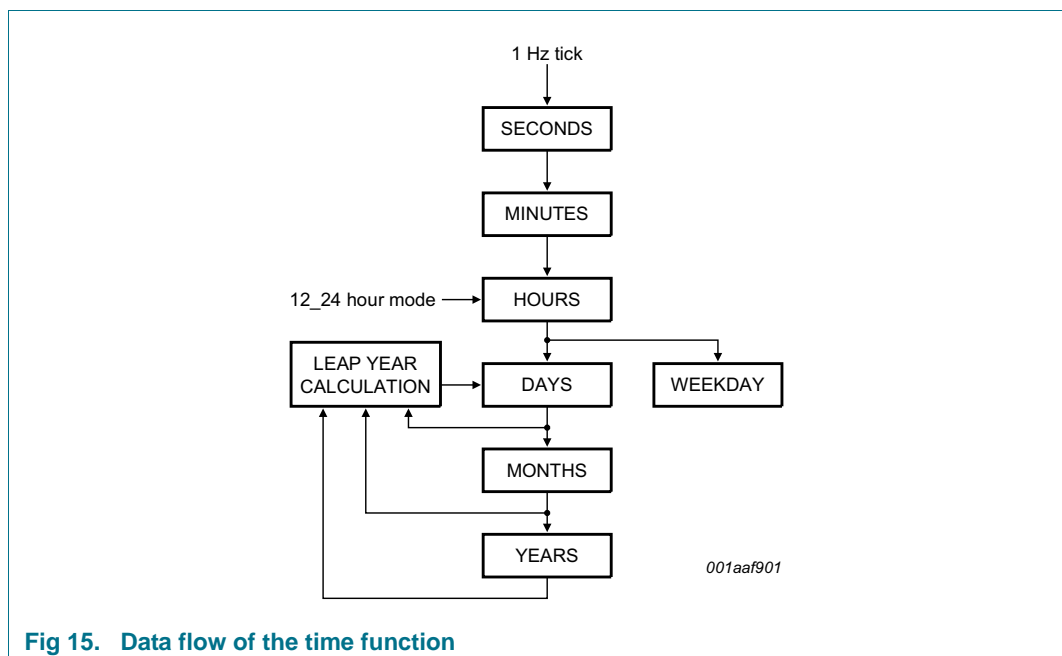 1 Hz tick
SECONDS
MINUTES
12_24 hour mode
HOURS
LEAP YEAR
CALCULATION
DAYS
WEEKDAY
MONTHS
YEARS
001aaf901
Fig 15. Data flow of the time function